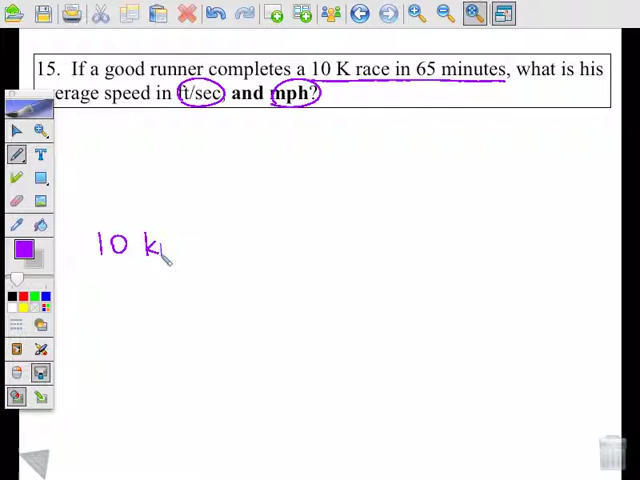 15. If a good runner completes a 10 K race in 65 minutes, what is his
erage speed in ft/sec and mph?
10 k